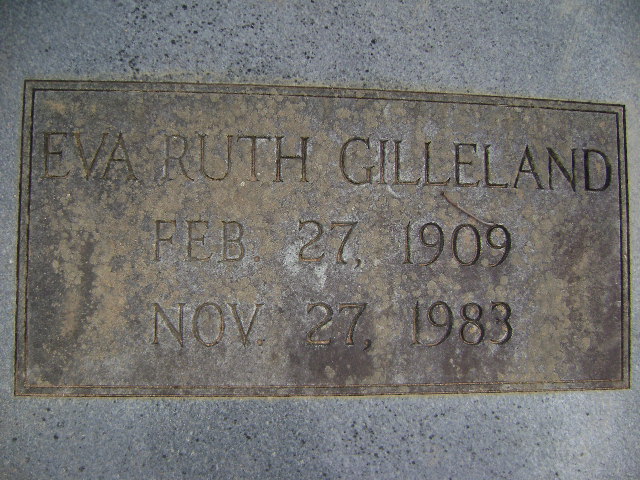 EVA RUTH GILLELAND
FEB. 27, 1909
NOV. 27, 1983